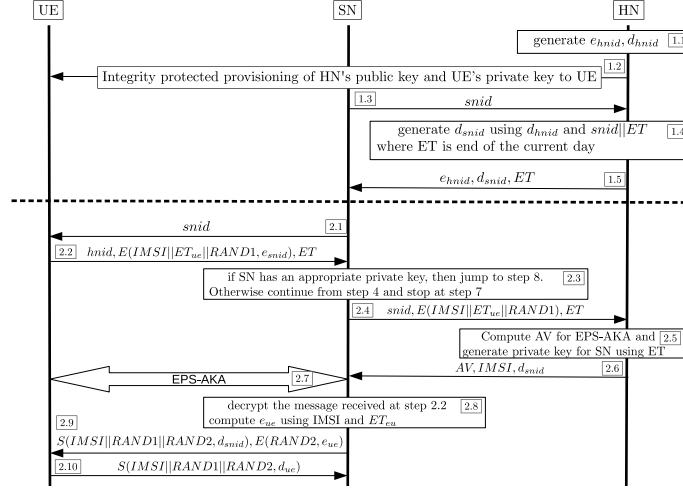 UE SN HN
generate e_hnid, d_hnid 1.1
1.2
Integrity protected provisioning of HN's public key and UE's private key to UE
1.3 snid
generate d_snid using d_hnid and snid||ET 1.4
where ET is end of the current day
e_hnid, d_snid, ET 1.5
snid 2.1
2.2 hnid, E(IMSI||ET_ue||RAND1, e_snid), ET
if SN has an appropriate private key, then jump to step 8. 2.3
Otherwise continue from step 4 and stop at step 7
2.4 snid, E(IMSI||ET_ue||RAND1), ET
Compute AV for EPS-AKA and 2.5
generate private key for SN using ET
AV, IMSI, d_snid 2.6
EPS-AKA 2.7
decrypt the message received at step 2.2 2.8
compute e_ue using IMSI and ET_eu
2.9
S(IMSI||RAND1||RAND2, d_snid), E(RAND2, e_ue)
2.10 S(IMSI||RAND1||RAND2, d_ue)